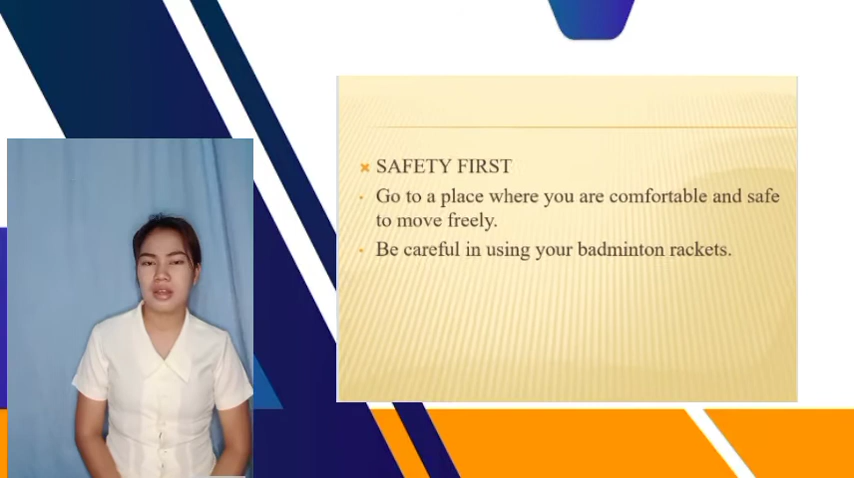 SAFETY FIRST
Go to a place where you are comfortable and safe
to move freely.
Be careful in using your badminton rackets.